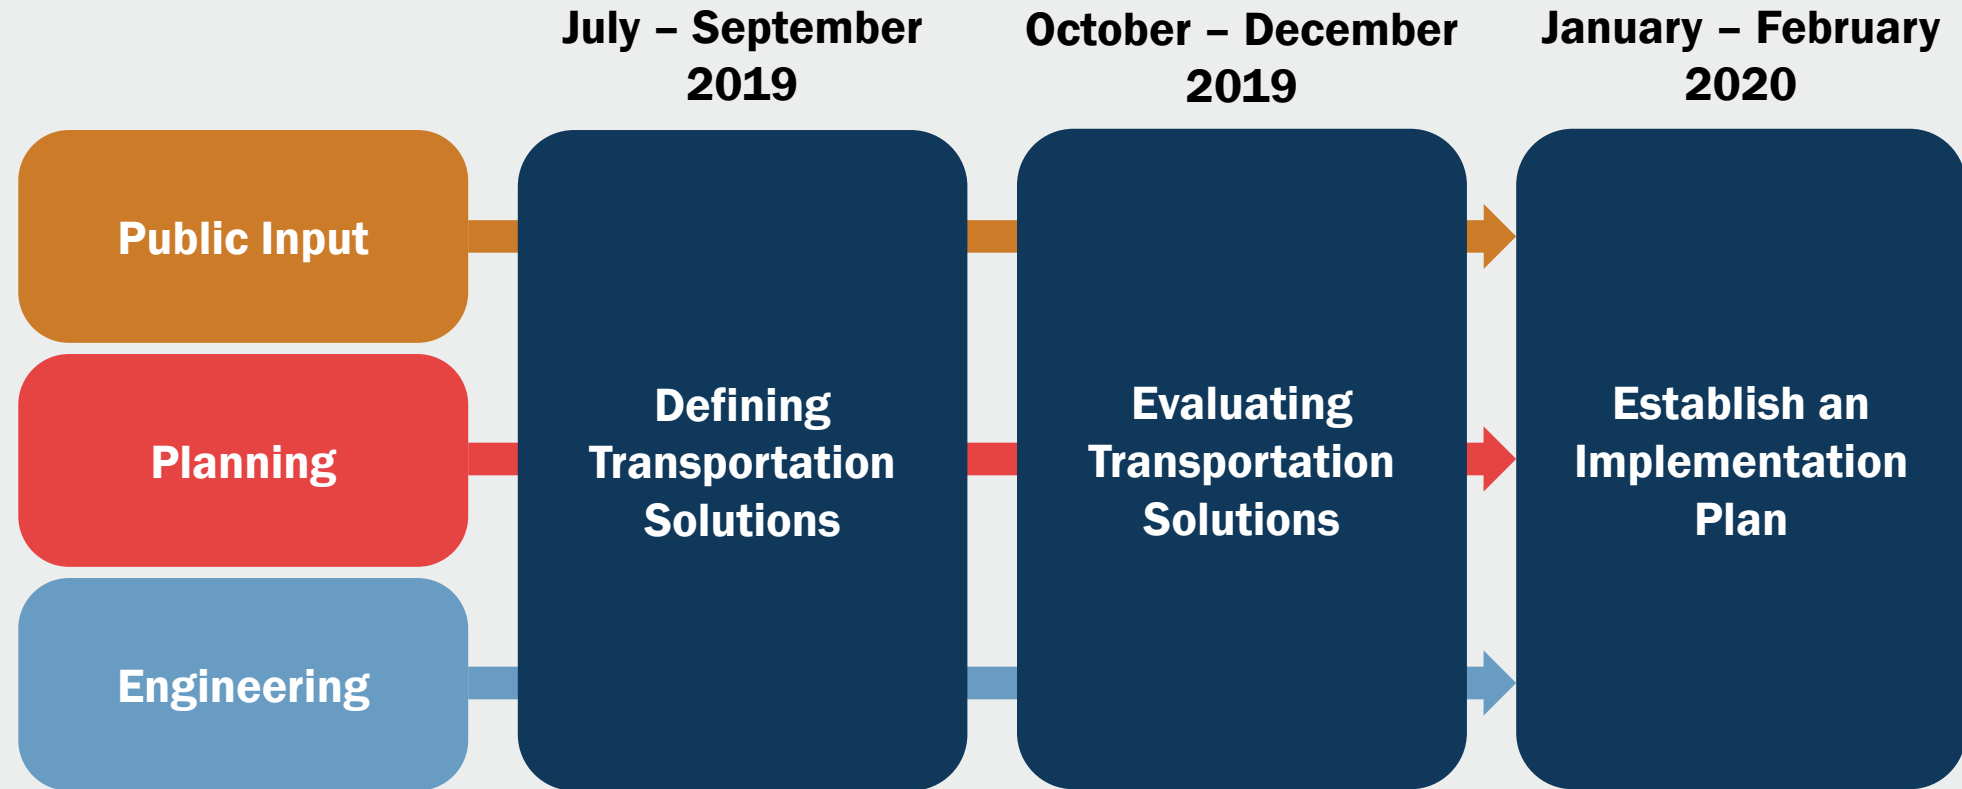 July – September
2019
October – December
2019
January – February
2020
Public Input
Planning
Engineering
Defining
Transportation
Solutions
Evaluating
Transportation
Solutions
Establish an
Implementation
Plan